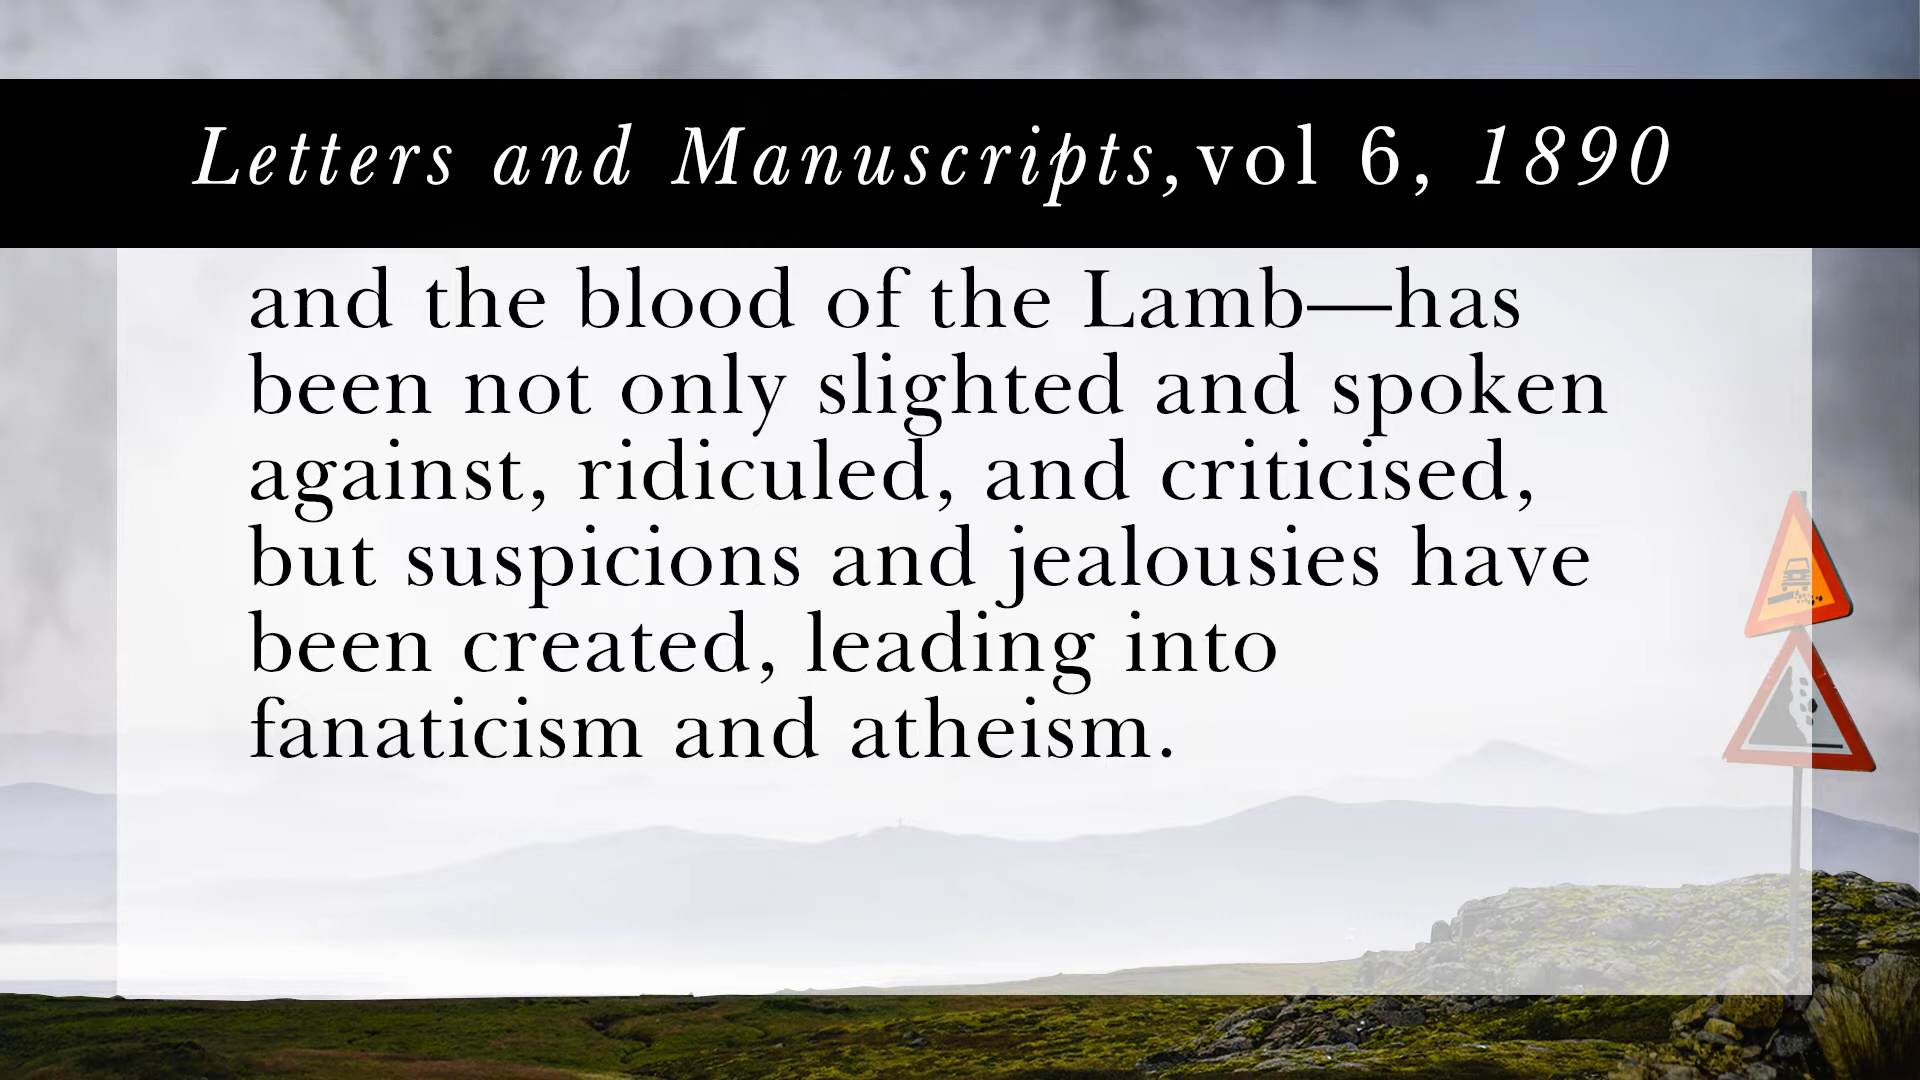 Letters and Manuscripts, vol 6, 1890
and the blood of the Lamb—has
been not only slighted and spoken
against, ridiculed, and criticised,
but suspicions and jealousies have
been created, leading into
fanaticism and atheism.